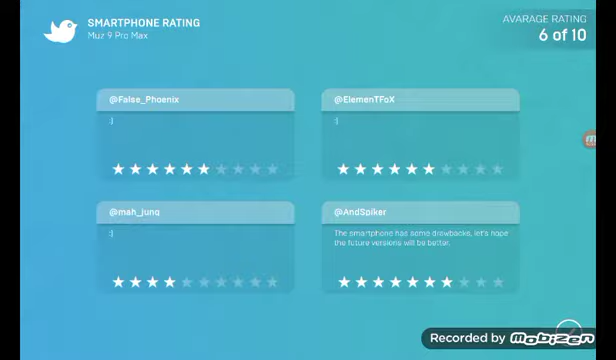 SMARTPHONE RATING
Muz 9 Pro Max
AVARAGE RATING
6 of 10
@False_Phoenix
:)
@ElemenTFoX
:)
@mah_junq
:)
@AndSpiker
The smartphone has some drawbacks, let's hope
the future versions will be better.
Recorded by Mobizen